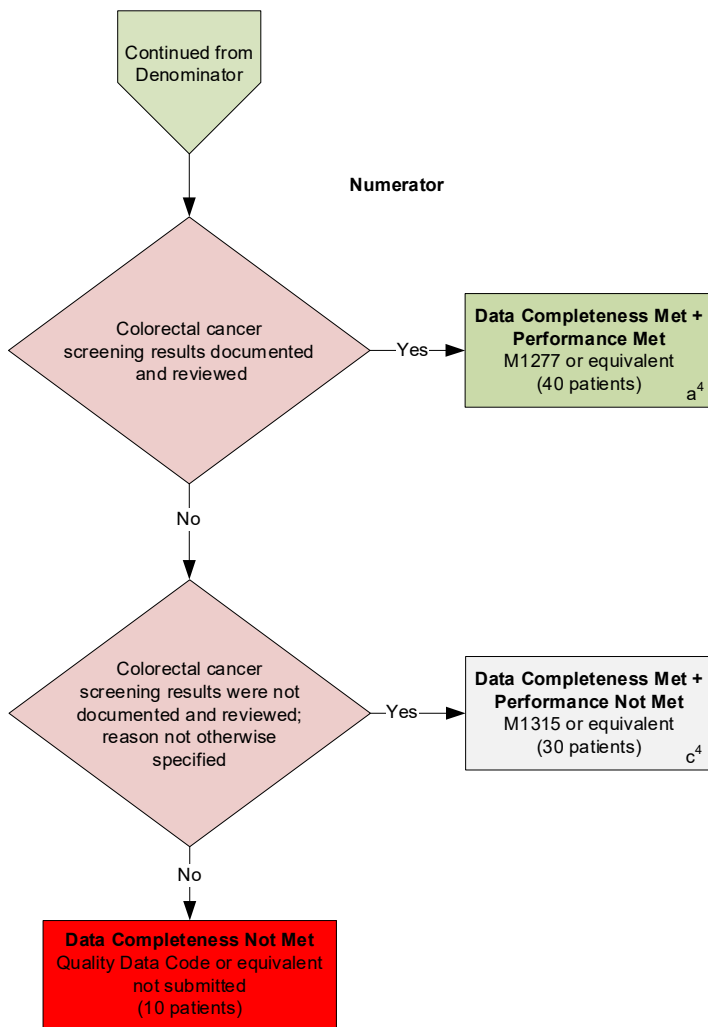 Continued from
Denominator
Numerator
Colorectal cancer
screening results documented
and reviewed
Yes
Data Completeness Met +
Performance Met
M1277 or equivalent
(40 patients)
a⁴
No
Colorectal cancer
screening results were not
documented and reviewed;
reason not otherwise
specified
Yes
Data Completeness Met +
Performance Not Met
M1315 or equivalent
(30 patients)
c⁴
No
Data Completeness Not Met
Quality Data Code or equivalent
not submitted
(10 patients)